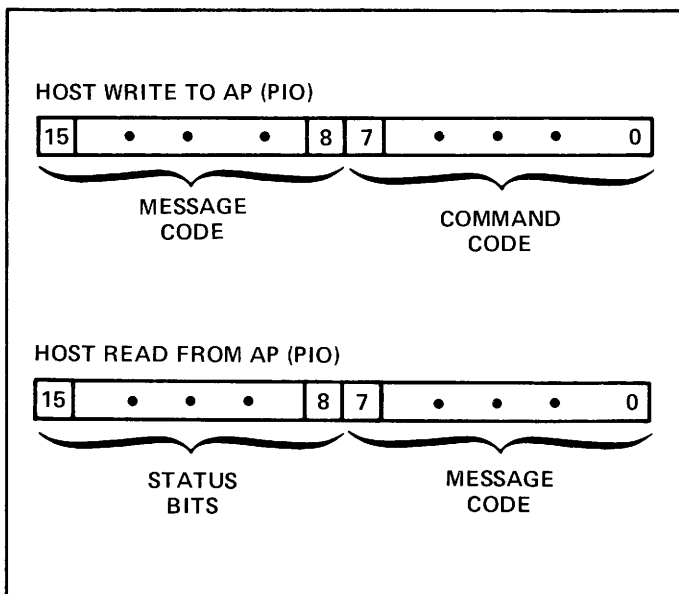 HOST WRITE TO AP (PIO)
15 • • • 8 7 • • • 0
MESSAGE CODE
COMMAND CODE
HOST READ FROM AP (PIO)
15 • • • 8 7 • • • 0
STATUS BITS
MESSAGE CODE